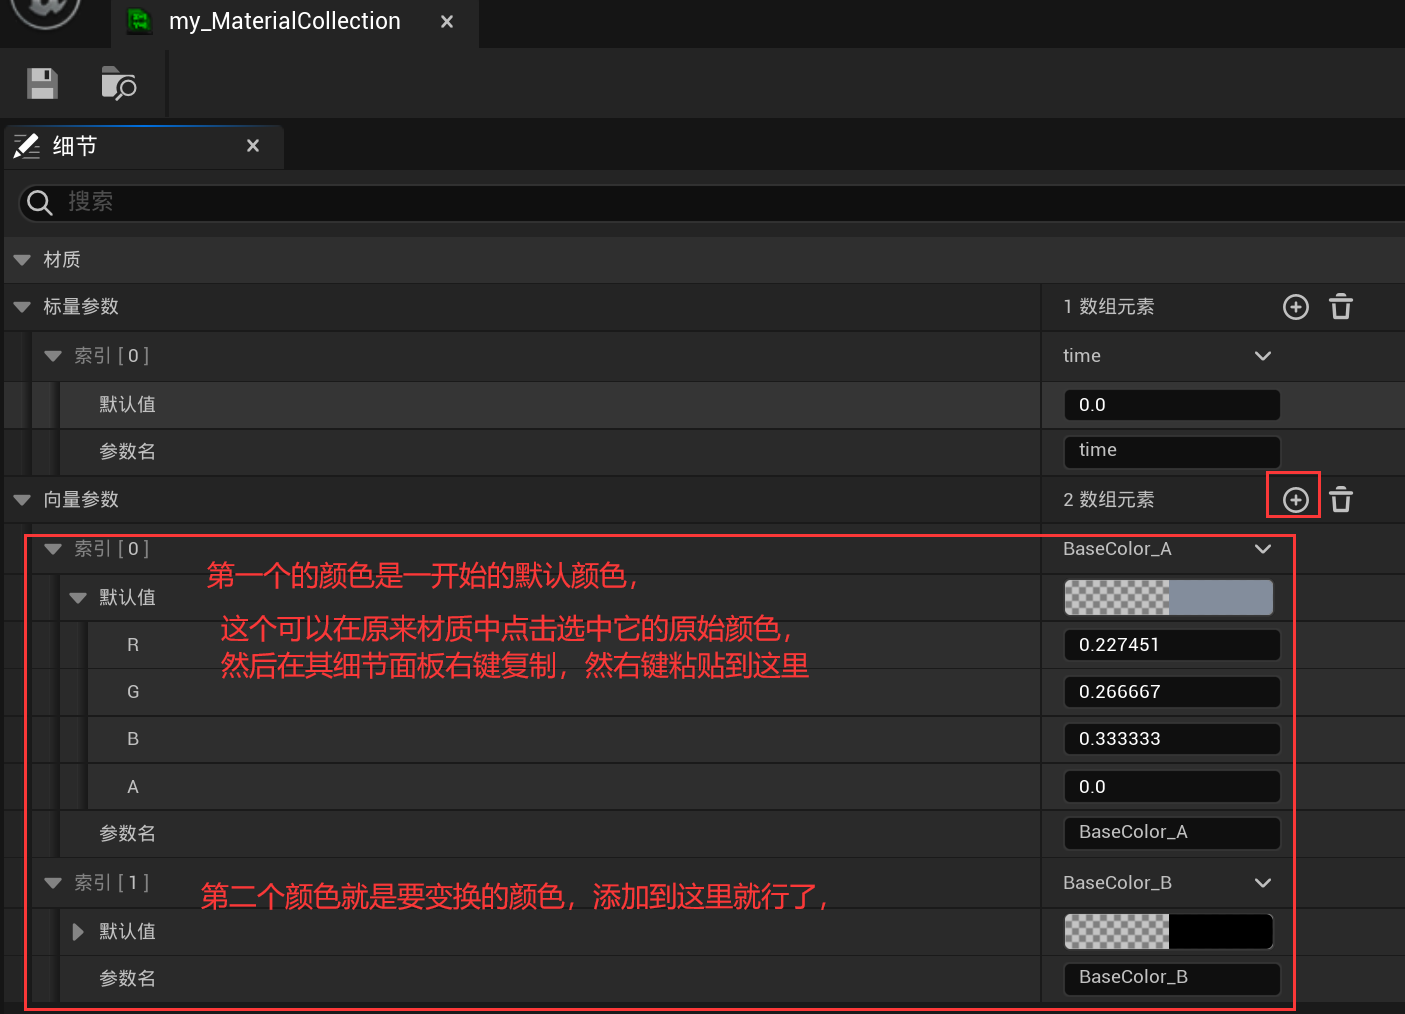 my_MaterialCollection
细节
搜索
材质
标量参数 1 数组元素
索引 [ 0 ] time
默认值 0.0
参数名 time
向量参数 2 数组元素
索引 [ 0 ] BaseColor_A
第一个的颜色是一开始的默认颜色,
默认值
这个可以在原来材质中点击选中它的原始颜色,
R 0.227451
然后在其细节面板右键复制, 然右键粘贴到这里
G 0.266667
B 0.333333
A 0.0
参数名 BaseColor_A
索引 [ 1 ] BaseColor_B
第二个颜色就是要变换的颜色, 添加到这里就行了,
默认值
参数名 BaseColor_B